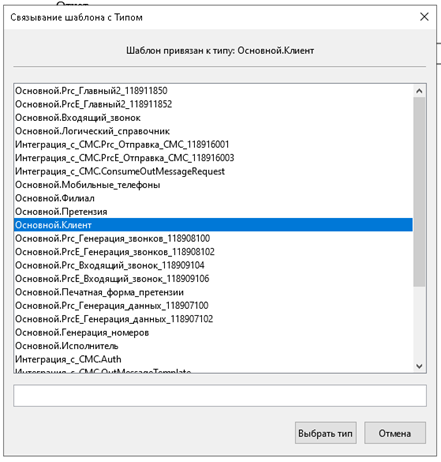 Связывание шаблона с Типом
Шаблон привязан к типу: Основной.Клиент
Основной.Prc_Главный2_118911850
Основной.PrcE_Главный2_118911852
Основной.Входящий_звонок
Основной.Логический_справочник
Интеграция_с_СМС.Prc_Отправка_СМС_118916001
Интеграция_с_СМС.PrcE_Отправка_СМС_118916003
Интеграция_с_СМС.ConsumeOutMessageRequest
Основной.Мобильные_телефоны
Основной.Филиал
Основной.Претензия
Основной.Клиент
Основной.Prc_Генерация_звонков_118908100
Основной.PrcE_Генерация_звонков_118908102
Основной.Prc_Входящий_звонок_118909104
Основной.PrcE_Входящий_звонок_118909106
Основной.Печатная_форма_претензии
Основной.Prc_Генерация_данных_118907100
Основной.PrcE_Генерация_данных_118907102
Основной.Генерация_номеров
Основной.Исполнитель
Интеграция_с_СМС.Auth
Интеграция_с_СМС.OutMessageTemplate
Выбрать тип
Отмена